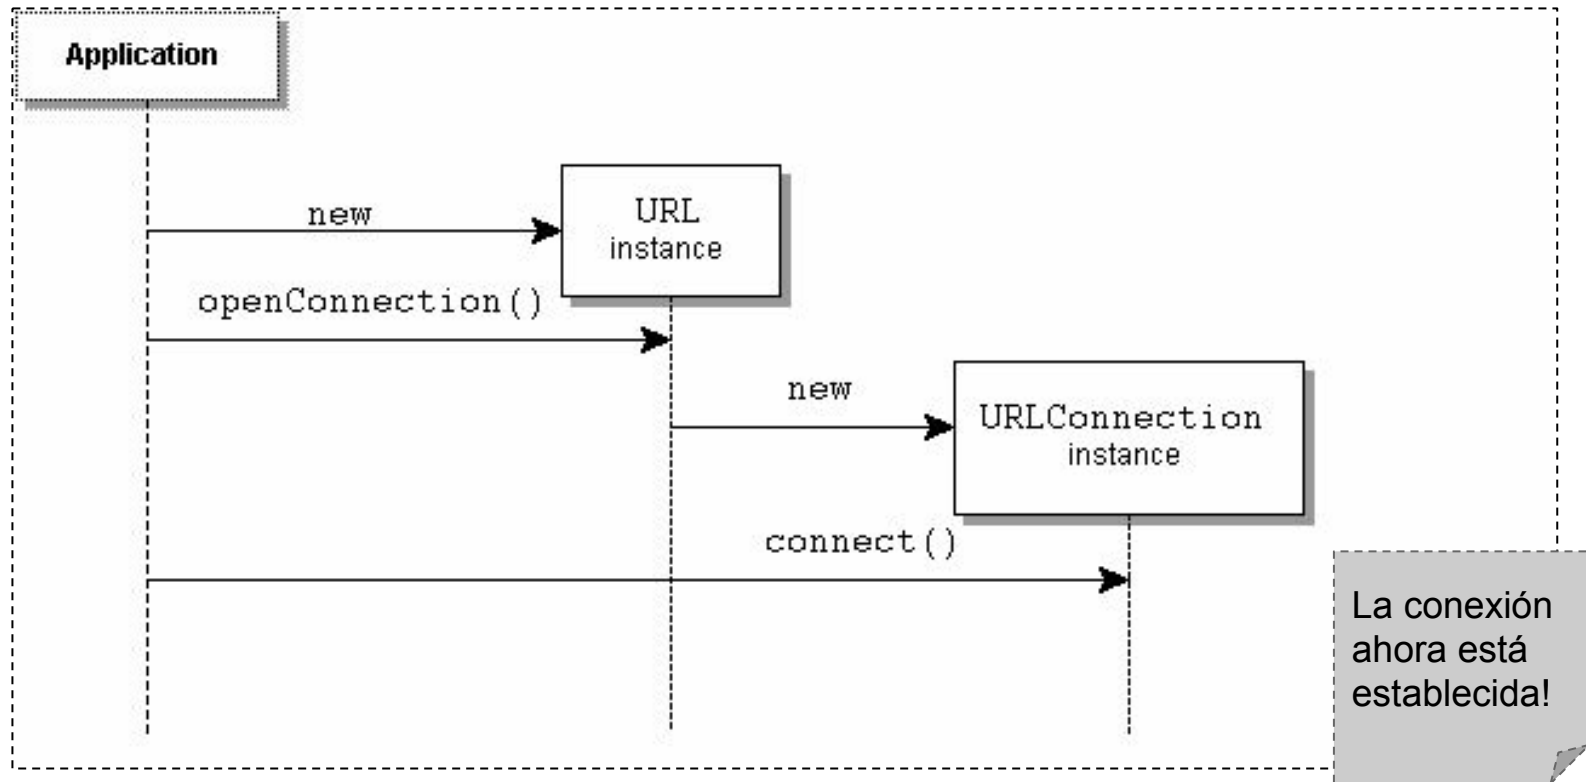 Application
new
URL
instance
openConnection()
new
URLConnection
instance
connect()
La conexión
ahora está
establecida!